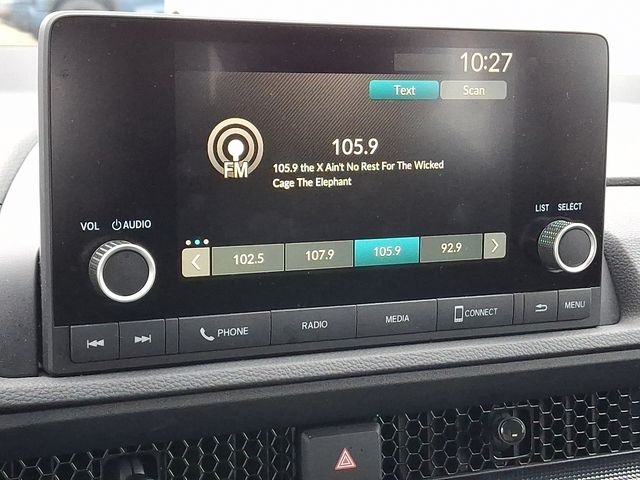 10:27
Text Scan
105.9
FM
105.9 the X Ain't No Rest For The Wicked
Cage The Elephant
VOL AUDIO
LIST SELECT
102.5 107.9 105.9 92.9
PHONE RADIO MEDIA CONNECT MENU